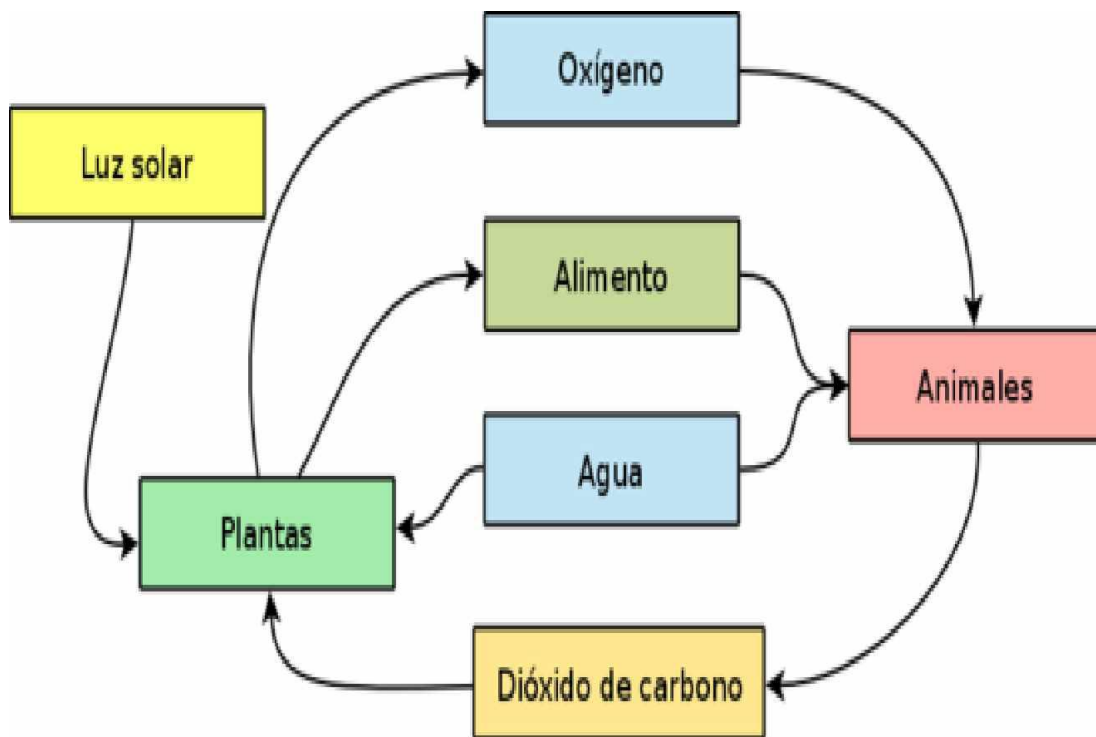 Oxígeno
Luz solar
Alimento
Animales
Agua
Plantas
Dióxido de carbono